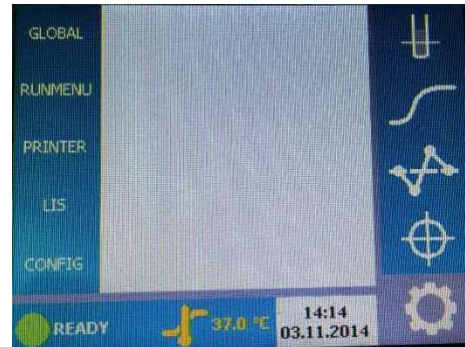 GLOBAL
RUNMENU
PRINTER
LIS
CONFIG
READY
37.0 °C
14:14
03.11.2014